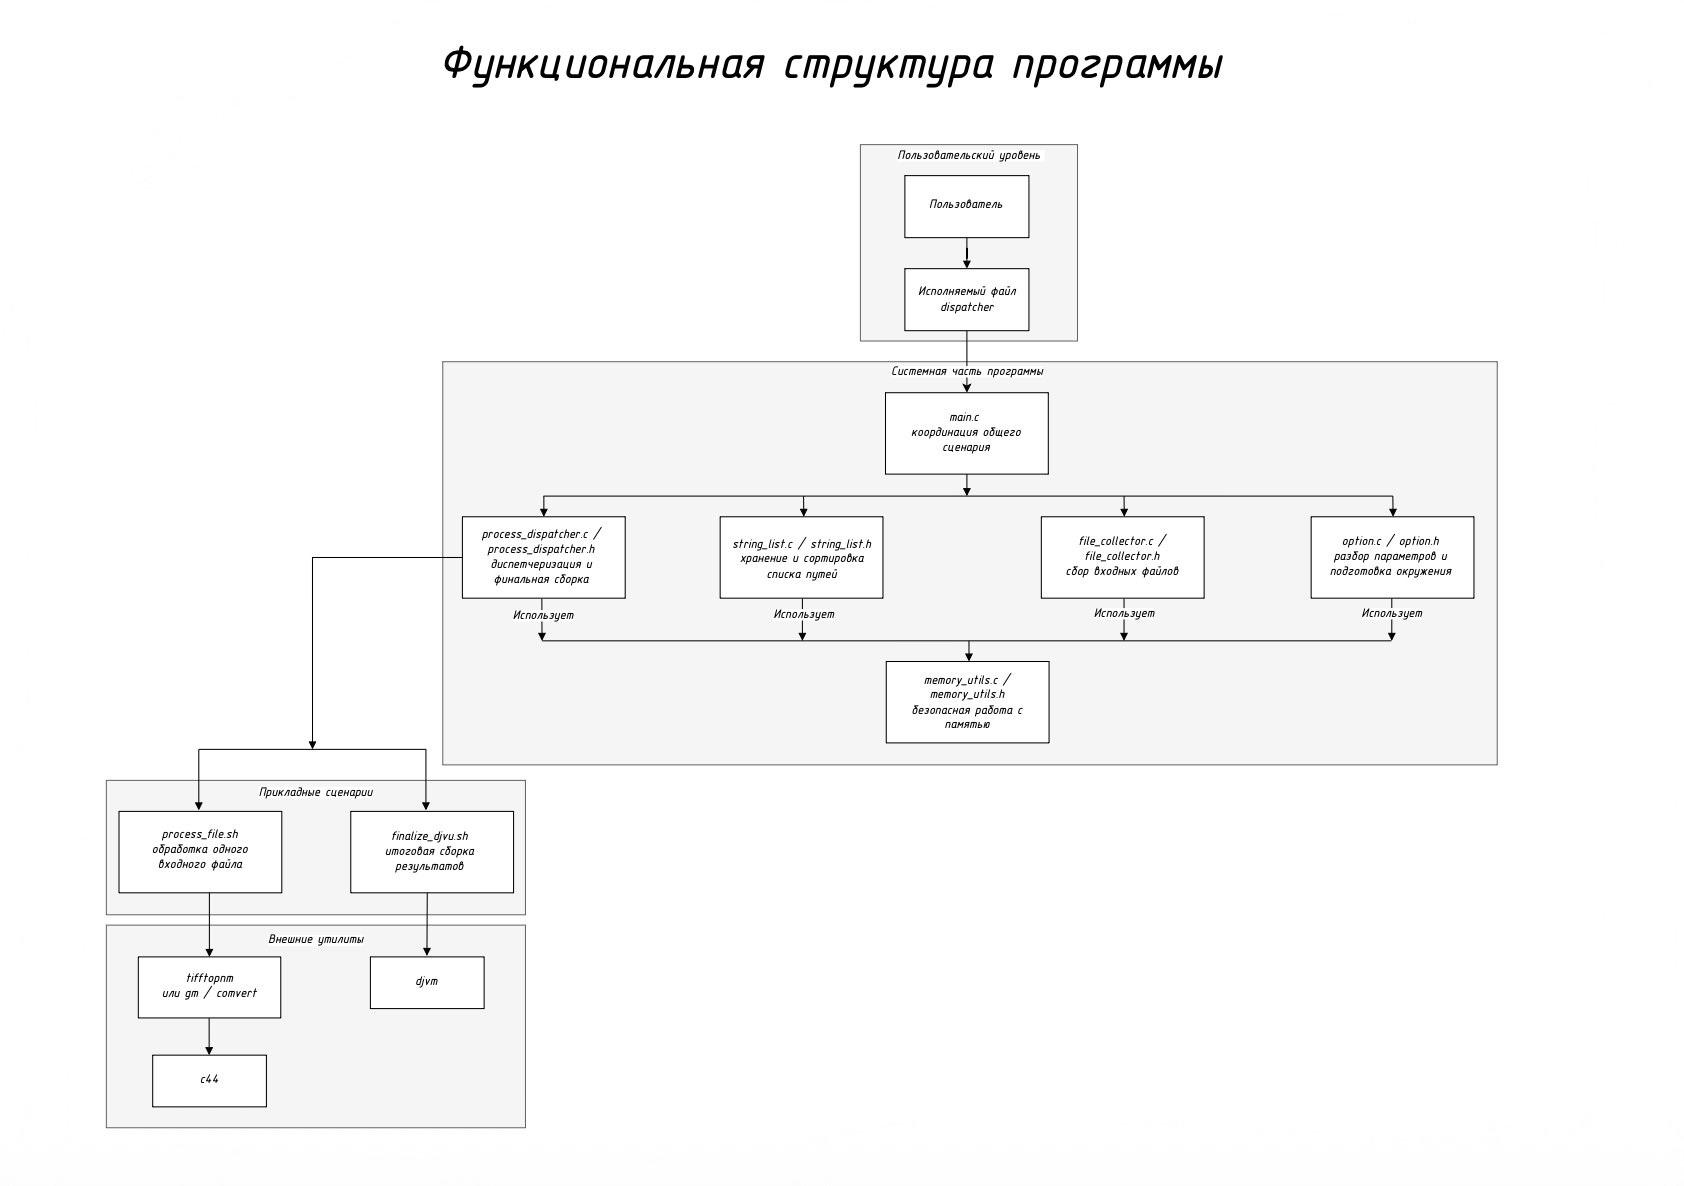 Функциональная структура программы
Пользовательский уровень
Пользователь
Исполняемый файл
dispatcher
Системная часть программы
main.c
координация общего
сценария
process_dispatcher.c /
process_dispatcher.h
диспетчеризация и
финальная сборка
string_list.c / string_list.h
хранение и сортировка
списка путей
file_collector.c /
file_collector.h
сбор входных файлов
option.c / option.h
разбор параметров и
подготовка окружения
Использует
Использует
Использует
Использует
memory_utils.c /
memory_utils.h
безопасная работа с
памятью
Прикладные сценарии
process_file.sh
обработка одного
входного файла
finalize_djvu.sh
итоговая сборка
результатов
Внешние утилиты
tifftopnm
или gm / comvert
djvm
c44